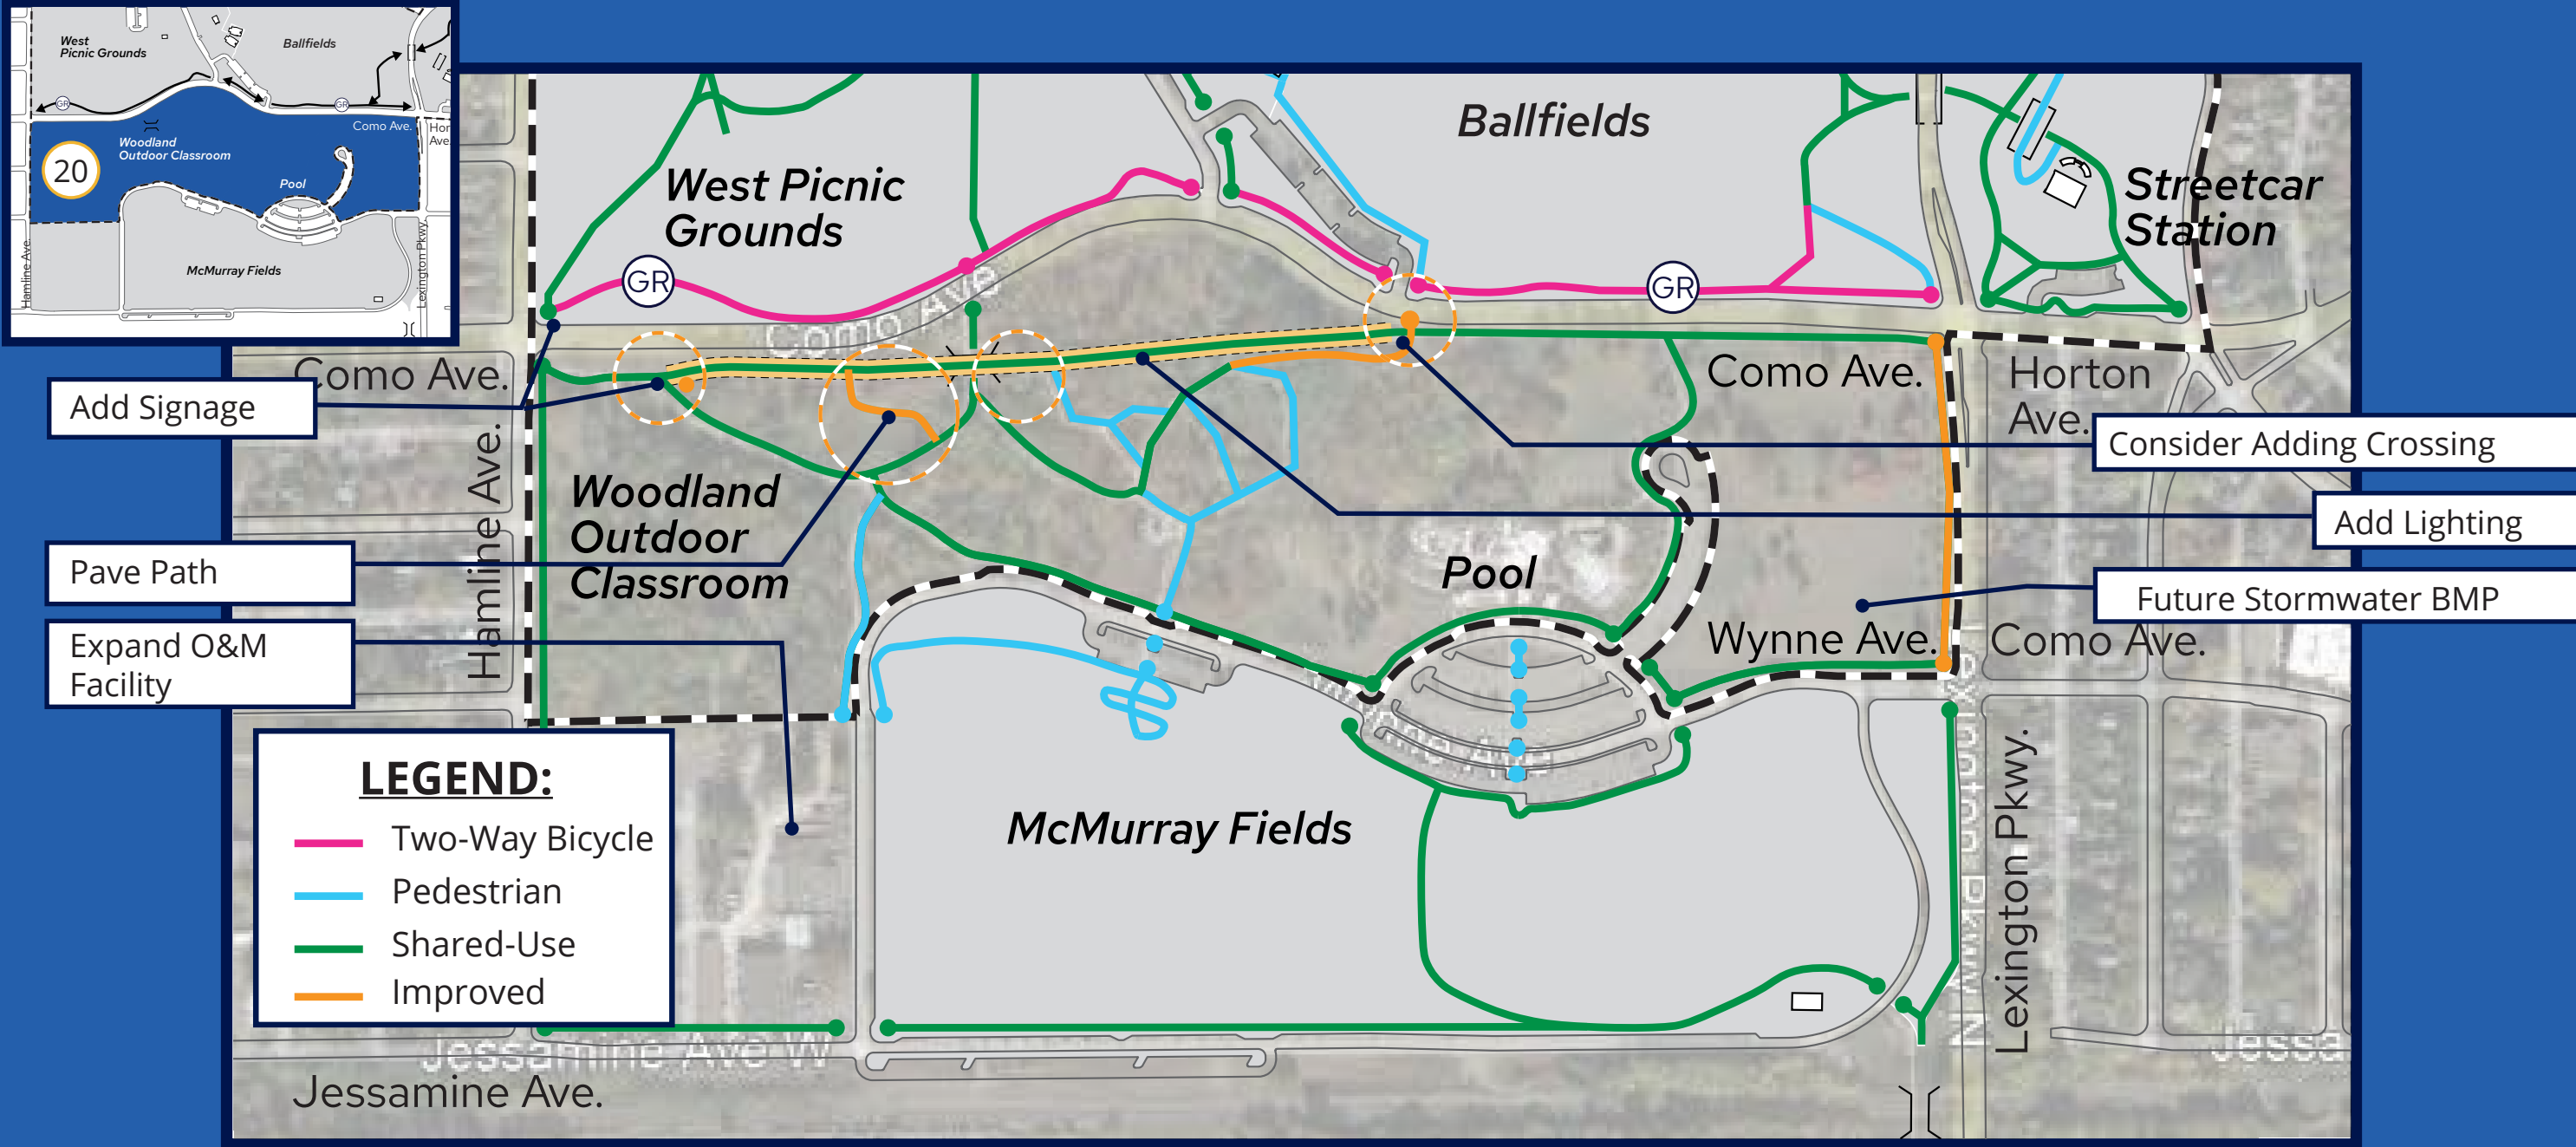 West
Picnic Grounds
Ballfields
GR
GR
Como Ave.
Woodland
Outdoor Classroom
20
Pool
McMurray Fields
Hamline Ave.
Lexington Pkwy.
Ballfields
West Picnic
Grounds
Streetcar
Station
GR
GR
Como Ave
Como Ave.
Como Ave.
Horton
Ave.
Add Signage
Consider Adding Crossing
Hamline Ave.
Woodland
Outdoor
Classroom
Add Lighting
Pave Path
Pool
Future Stormwater BMP
Expand O&M
Facility
Wynne Ave.
Como Ave.
LEGEND:
Two-Way Bicycle
Pedestrian
Shared-Use
Improved
McMurray Fields
Lexington Pkwy.
Jessamine Ave W
Jessa
Jessamine Ave.